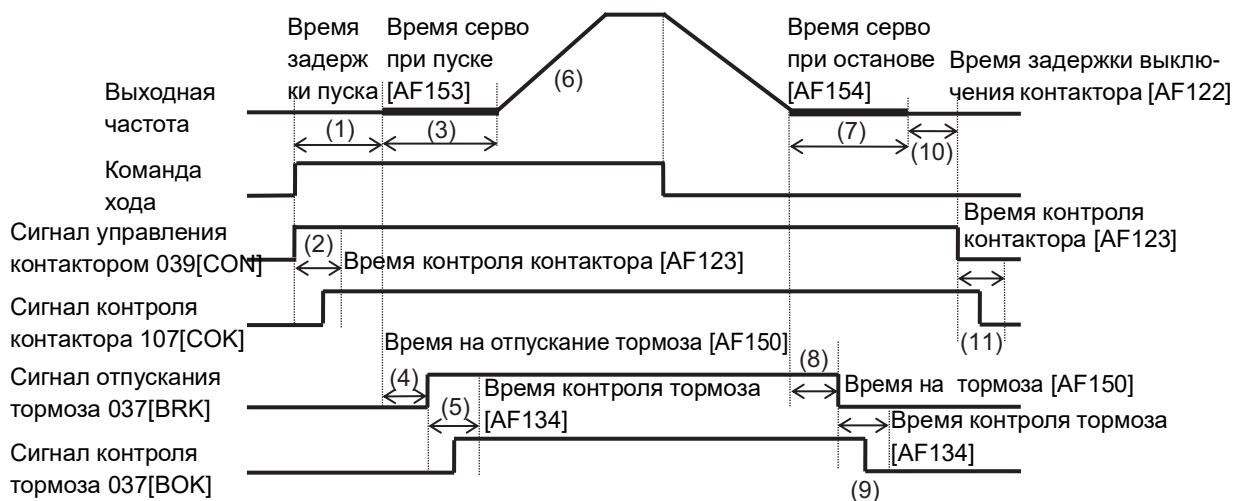 Время
задерж
ки пуска
Время серво
при пуске
[AF153]
(6)
Время серво
при останове
[AF154]
Время задержки выклю-
чения контактора [AF122]
Выходная
частота
(1)
(3)
(7)
(10)
Команда
хода
Сигнал управления
контактором 039[CON]
(2)
Время контроля контактора [AF123]
Время контроля
контактора [AF123]
Сигнал контроля
контактора 107[COK]
(11)
Время на отпускание тормоза [AF150]
Сигнал отпускания
тормоза 037[BRK]
(4)
(8)
Время на тормоза [AF150]
(5)
Время контроля тормоза
[AF134]
Время контроля тормоза
[AF134]
Сигнал контроля
тормоза 037[BOK]
(9)